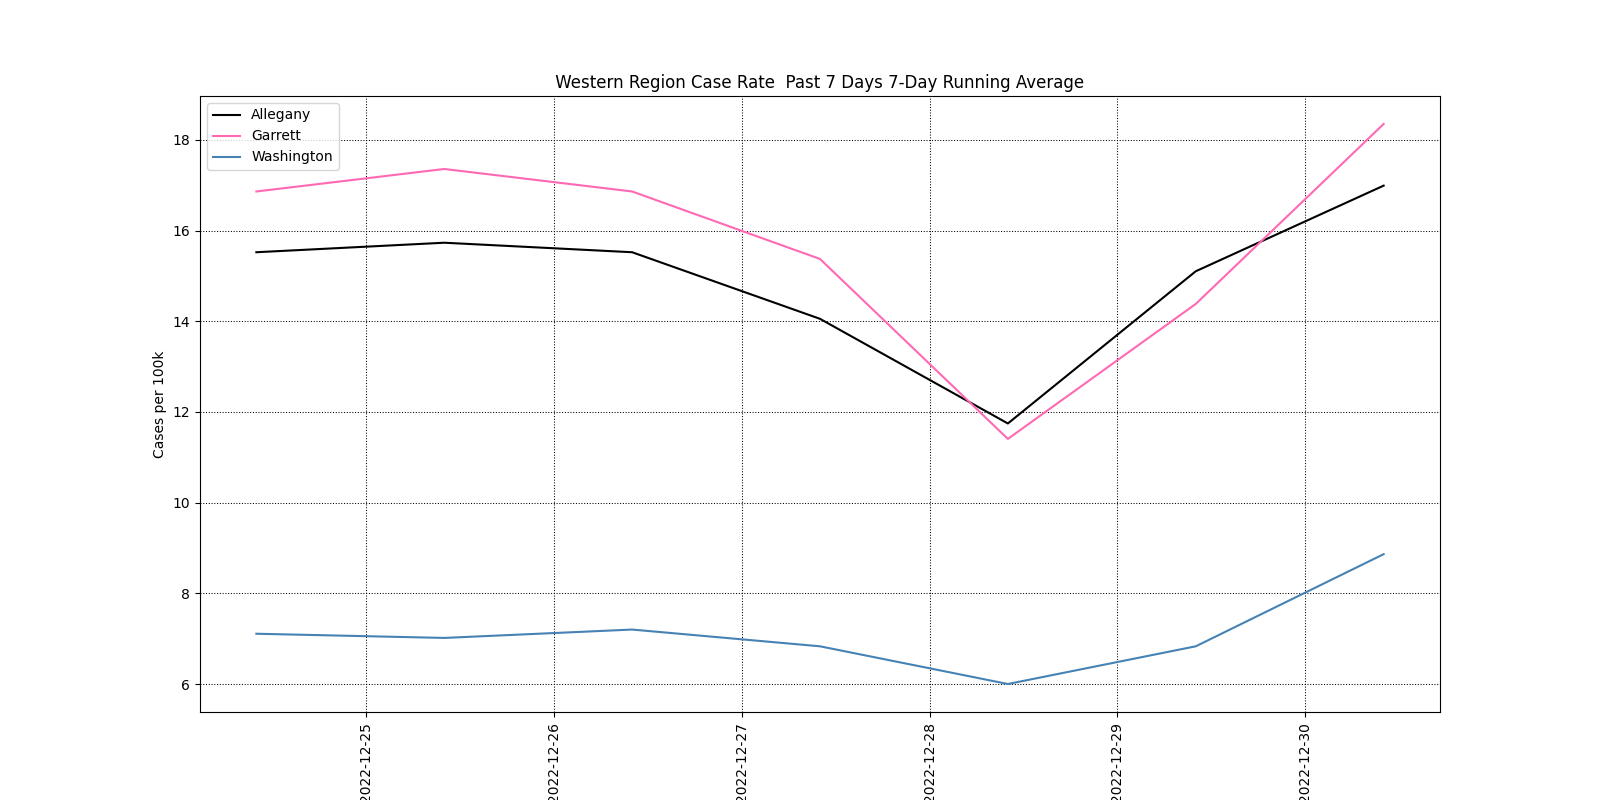 Western Region Case Rate  Past 7 Days 7-Day Running Average
Allegany
Garrett
Washington
18
16
14
12
10
8
6
Cases per 100k
2022-12-25
2022-12-26
2022-12-27
2022-12-28
2022-12-29
2022-12-30